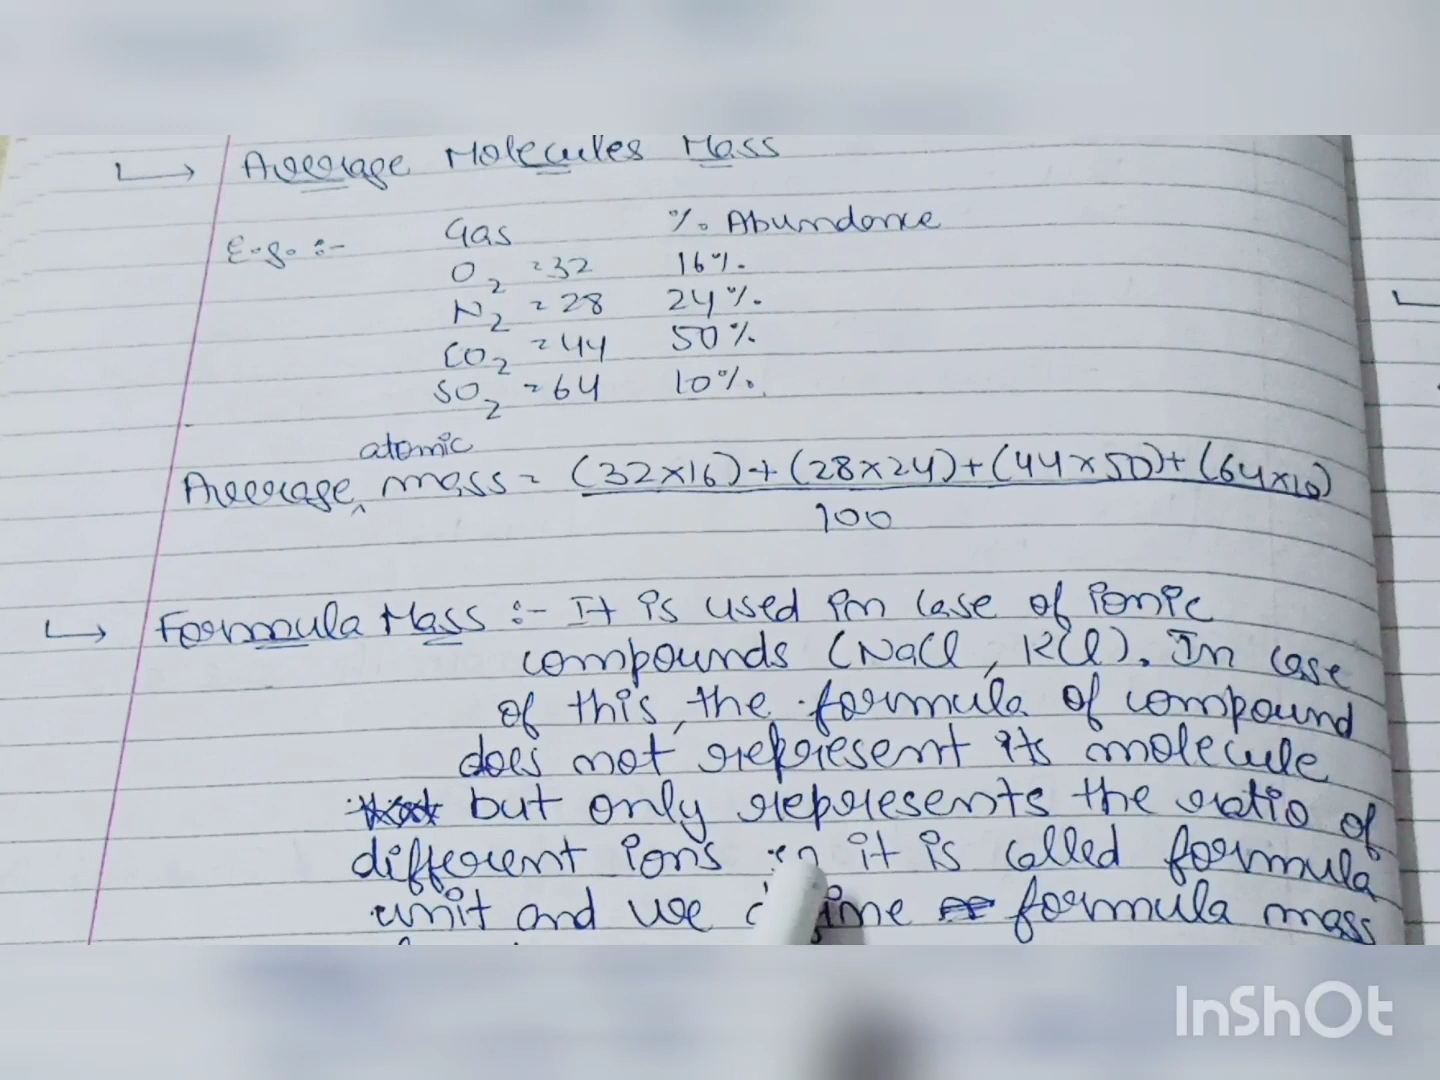 Average Molecules Mass
E.g. :- Gas % Abundance
O2 = 32 16%.
N2 = 28 24%.
CO2 = 44 50%
SO2 = 64 10%.
atomic
Average mass = (32×16)+(28×24)+(44×50)+(64×10)
100
Formula Mass :- It is used in case of ionic
compounds (NaCl, KCl). In case
of this, the formula of compound
does not represent its molecule
but only represents the ratio of
different ions it is called formula
unit and we formula mass
InShOt